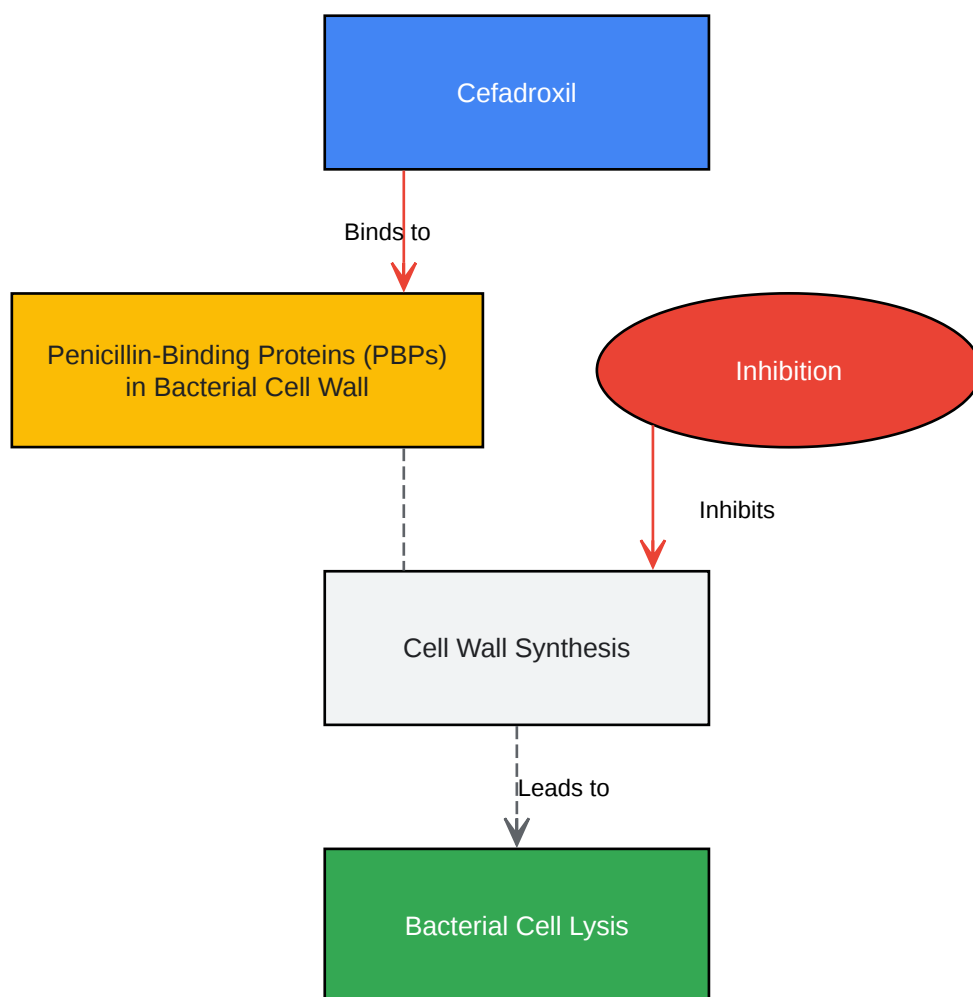 Cefadroxil
Binds to
Penicillin-Binding Proteins (PBPs)
in Bacterial Cell Wall
Inhibition
Inhibits
Cell Wall Synthesis
Leads to
Bacterial Cell Lysis